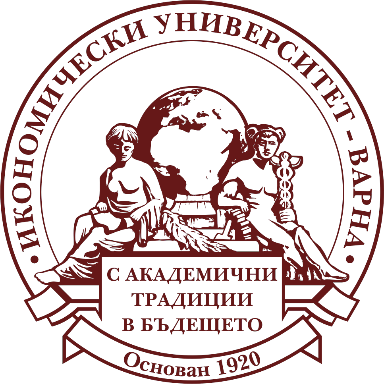 · ИКОНОМИЧЕСКИ УНИВЕРСИТЕТ - ВАРНА ·
С АКАДЕМИЧНИ
ТРАДИЦИИ
В БЪДЕЩЕТО
Основан 1920